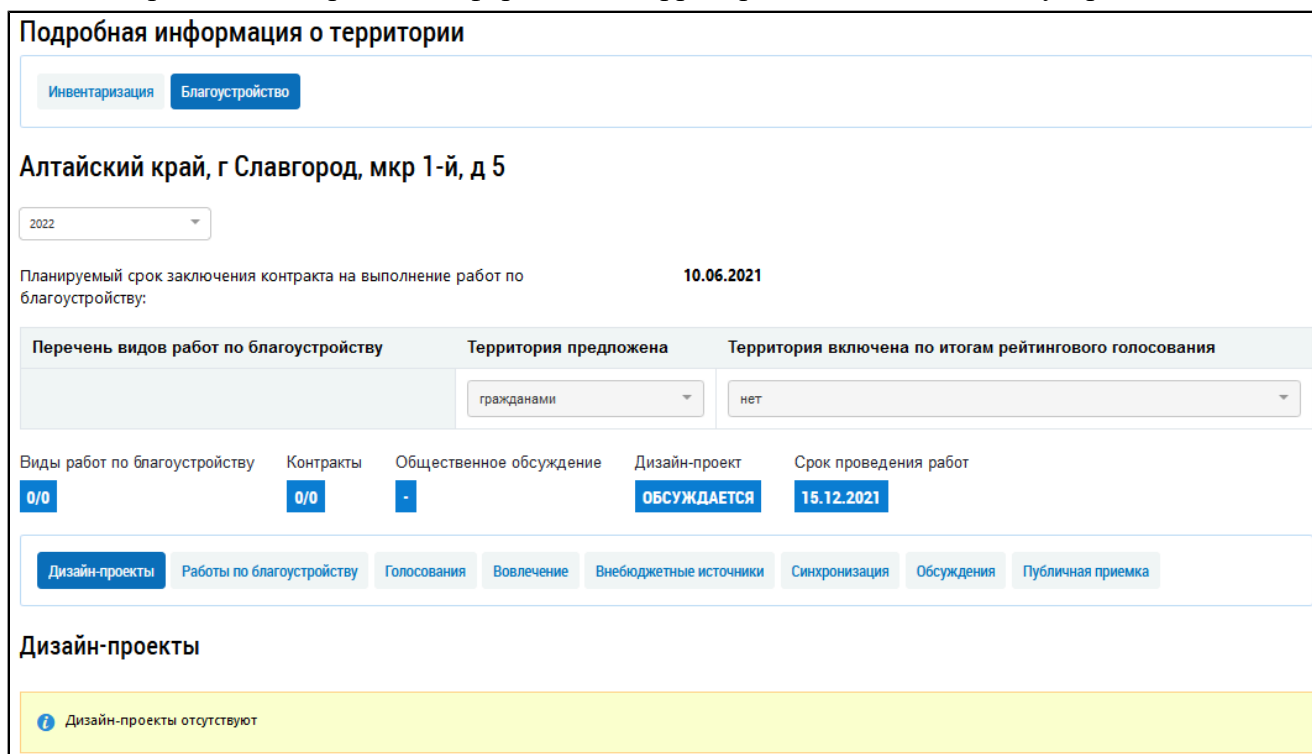 Подробная информация о территории
Инвентаризация Благоустройство
Алтайский край, г Славгород, мкр 1-й, д 5
2022
Планируемый срок заключения контракта на выполнение работ по 10.06.2021
благоустройству:
Перечень видов работ по благоустройству Территория предложена Территория включена по итогам рейтингового голосования
гражданами нет
Виды работ по благоустройству Контракты Общественное обсуждение Дизайн-проект Срок проведения работ
0/0 0/0 - ОБСУЖДАЕТСЯ 15.12.2021
Дизайн-проекты Работы по благоустройству Голосования Вовлечение Внебюджетные источники Синхронизация Обсуждения Публичная приемка
Дизайн-проекты
Дизайн-проекты отсутствуют